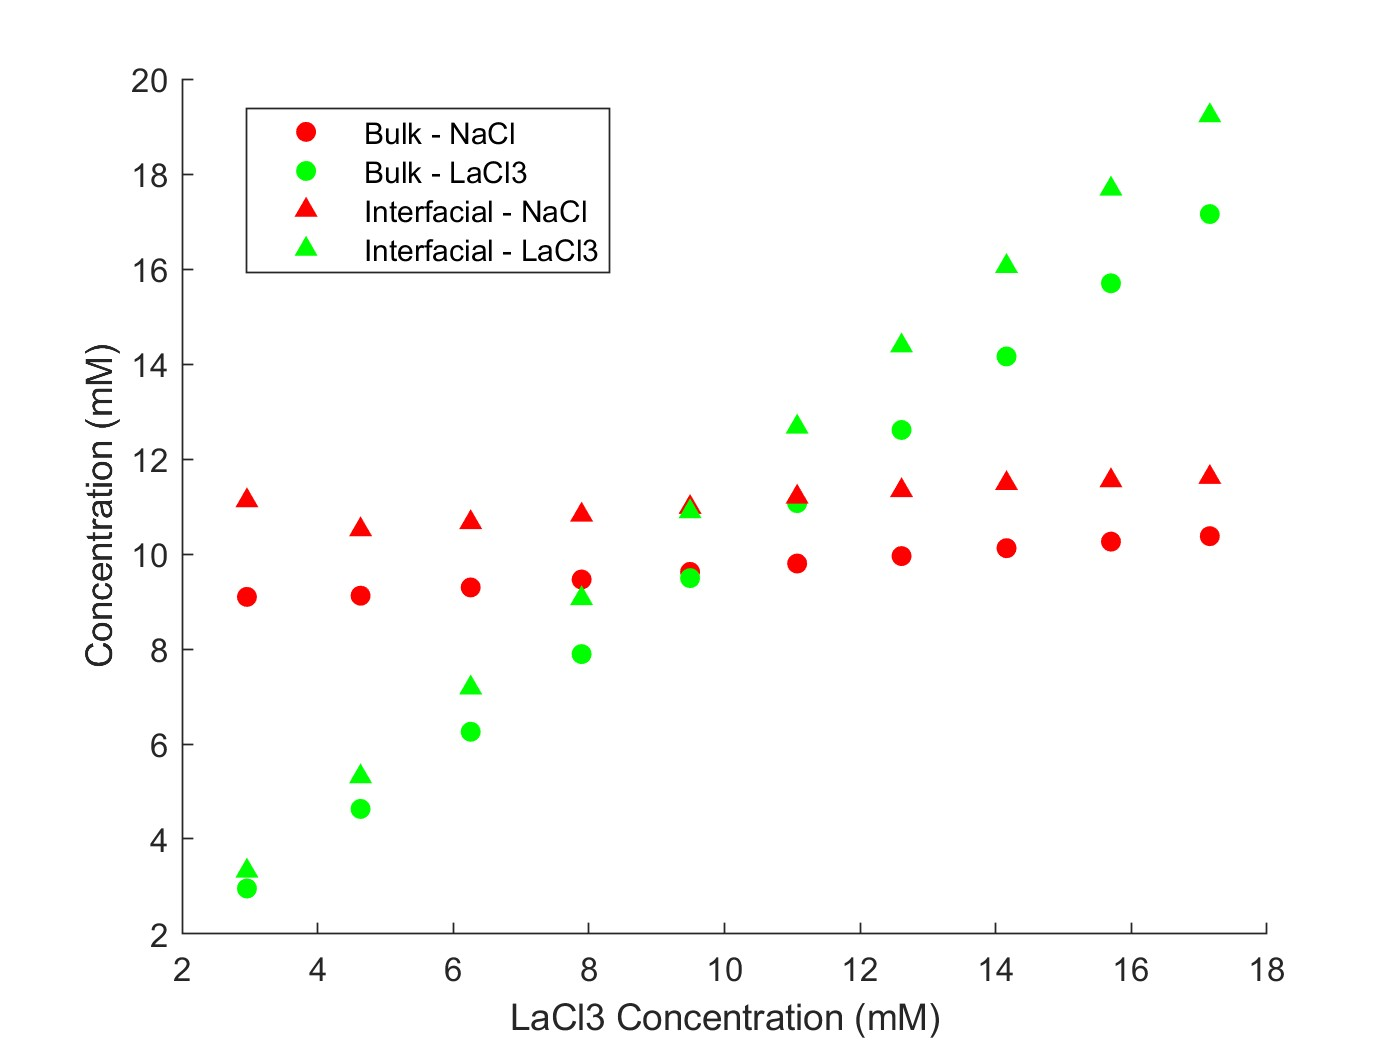 20
18
16
14
12
10
8
6
4
2
Concentration (mM)
Bulk - NaCl
Bulk - LaCl3
Interfacial - NaCl
Interfacial - LaCl3
2 4 6 8 10 12 14 16 18
LaCl3 Concentration (mM)